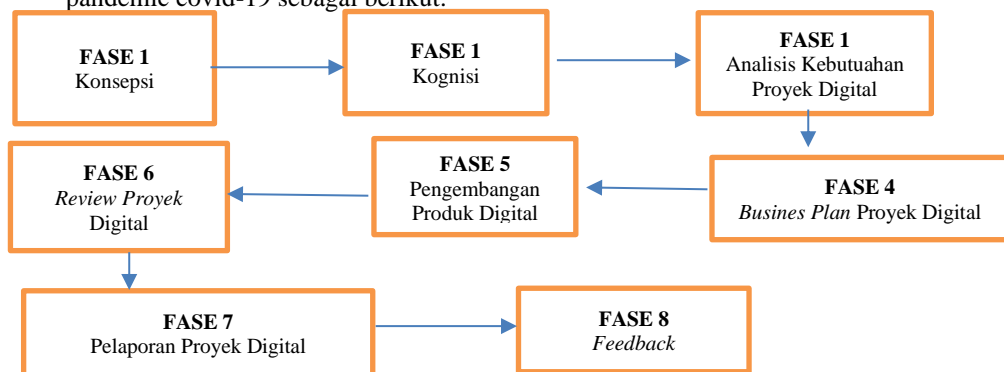 pandemic covid-19 sebagai berikut:
FASE 1
Konsepsi
FASE 1
Kognisi
FASE 1
Analisis Kebutuahan
Proyek Digital
FASE 4
Busines Plan Proyek Digital
FASE 5
Pengembangan
Produk Digital
FASE 6
Review Proyek
Digital
FASE 7
Pelaporan Proyek Digital
FASE 8
Feedback